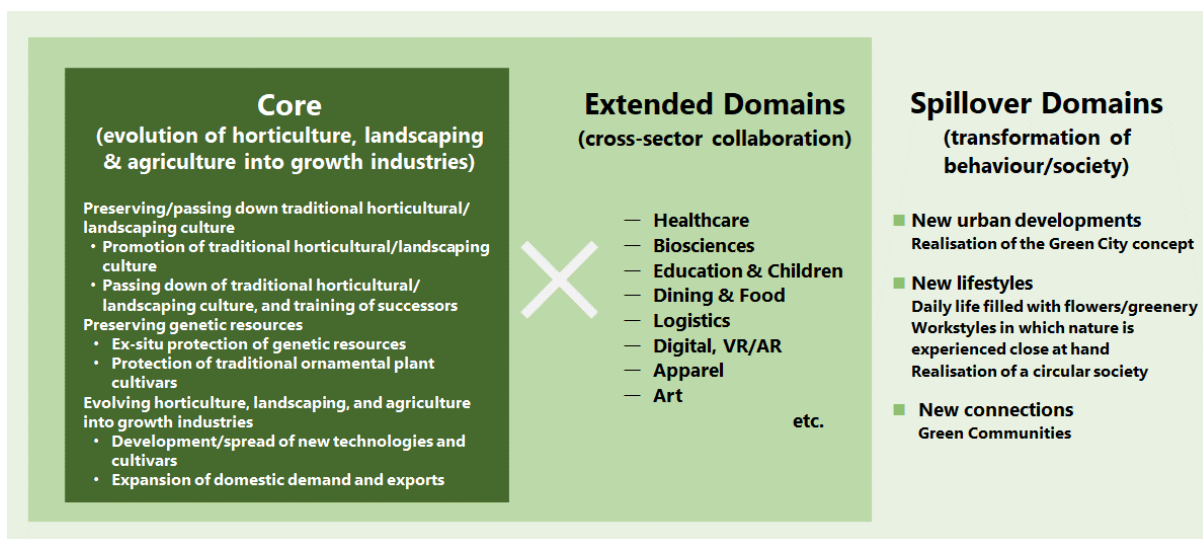 Core
(evolution of horticulture, landscaping
& agriculture into growth industries)
Preserving/passing down traditional horticultural/
landscaping culture
• Promotion of traditional horticultural/landscaping
culture
• Passing down of traditional horticultural/
landscaping culture, and training of successors
Preserving genetic resources
• Ex-situ protection of genetic resources
• Protection of traditional ornamental plant
cultivars
Evolving horticulture, landscaping, and agriculture
into growth industries
• Development/spread of new technologies and
cultivars
• Expansion of domestic demand and exports
Extended Domains
(cross-sector collaboration)
— Healthcare
— Biosciences
— Education & Children
— Dining & Food
— Logistics
— Digital, VR/AR
— Apparel
— Art
etc.
Spillover Domains
(transformation of
behaviour/society)
■ New urban developments
Realisation of the Green City concept
■ New lifestyles
Daily life filled with flowers/greenery
Workstyles in which nature is
experienced close at hand
Realisation of a circular society
■ New connections
Green Communities